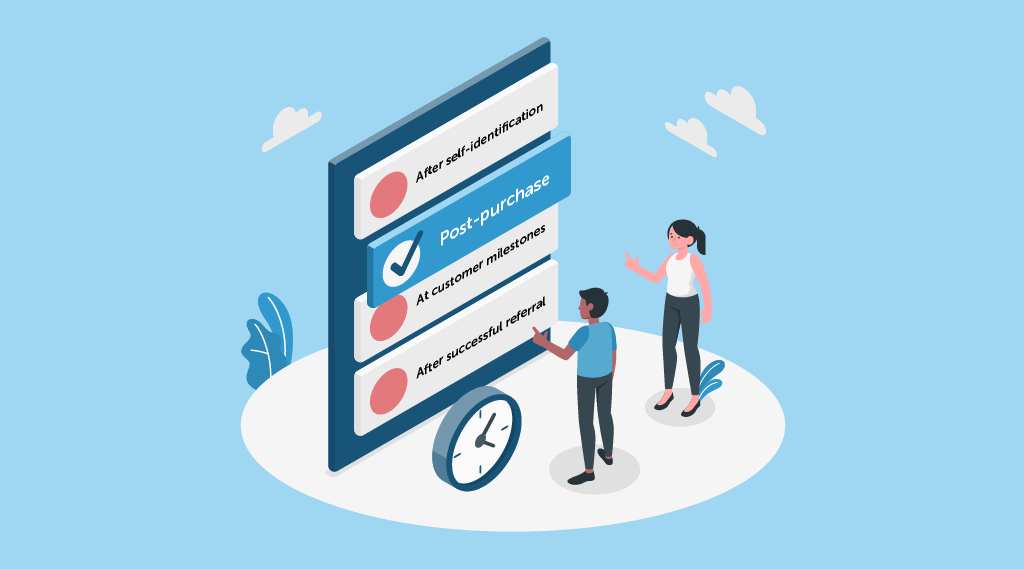 After self-identification
Post-purchase
At customer milestones
After successful referral